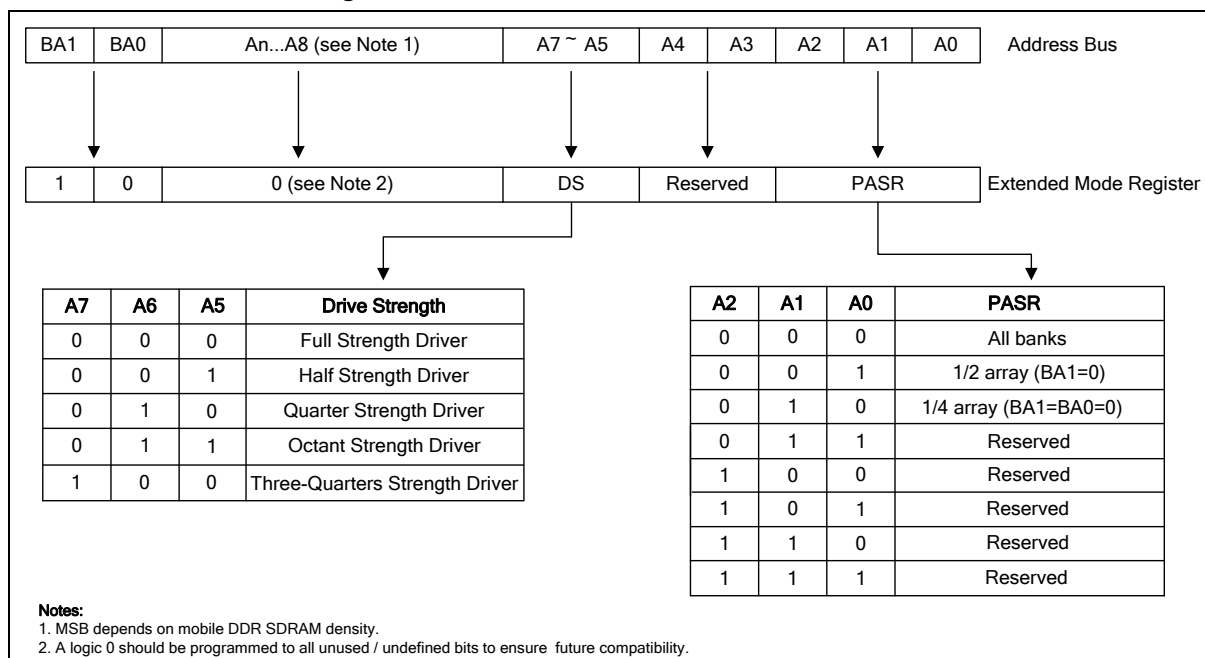 BA1 BA0 An...A8 (see Note 1) A7 ~ A5 A4 A3 A2 A1 A0 Address Bus
1 0 0 (see Note 2) DS Reserved PASR Extended Mode Register
A7 A6 A5 Drive Strength
0 0 0 Full Strength Driver
0 0 1 Half Strength Driver
0 1 0 Quarter Strength Driver
0 1 1 Octant Strength Driver
1 0 0 Three-Quarters Strength Driver
A2 A1 A0 PASR
0 0 0 All banks
0 0 1 1/2 array (BA1=0)
0 1 0 1/4 array (BA1=BA0=0)
0 1 1 Reserved
1 0 0 Reserved
1 0 1 Reserved
1 1 0 Reserved
1 1 1 Reserved
Notes:
1. MSB depends on mobile DDR SDRAM density.
2. A logic 0 should be programmed to all unused / undefined bits to ensure future compatibility.